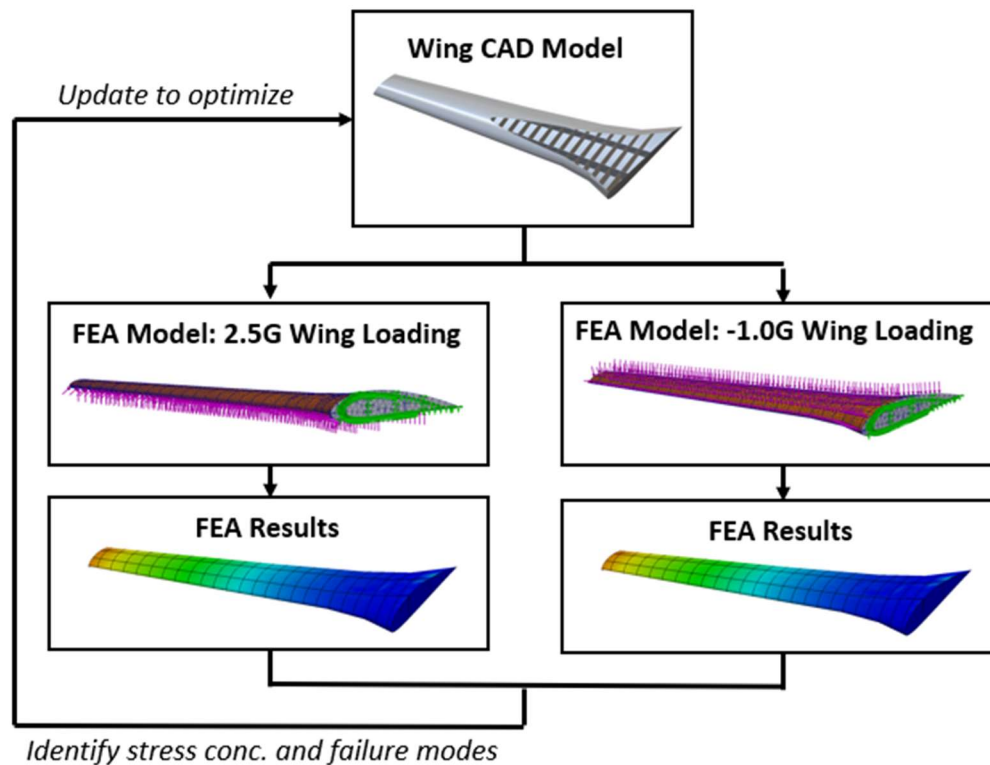 Wing CAD Model
Update to optimize
FEA Model: 2.5G Wing Loading
FEA Model: -1.0G Wing Loading
FEA Results
FEA Results
Identify stress conc. and failure modes